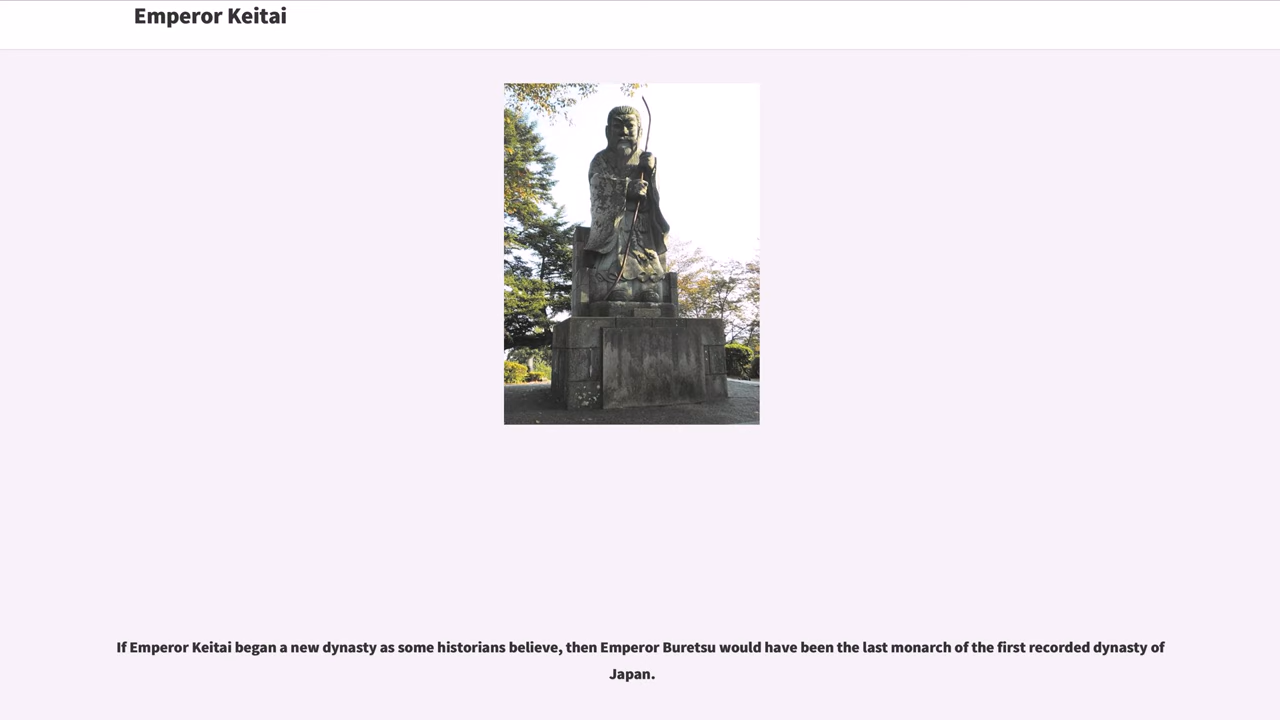 Emperor Keitai
If Emperor Keitai began a new dynasty as some historians believe, then Emperor Buretsu would have been the last monarch of the first recorded dynasty of
Japan.